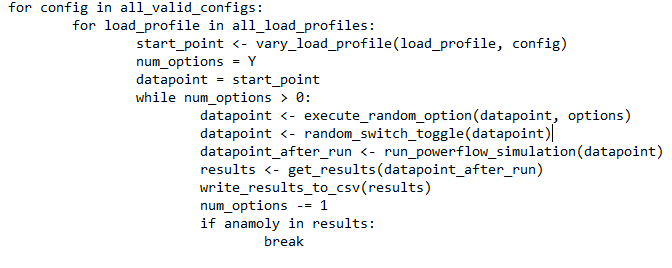 for config in all_valid_configs:
for load_profile in all_load_profiles:
start_point <- vary_load_profile(load_profile, config)
num_options = Y
datapoint = start_point
while num_options > 0:
datapoint <- execute_random_option(datapoint, options)
datapoint <- random_switch_toggle(datapoint)
datapoint_after_run <- run_powerflow_simulation(datapoint)
results <- get_results(datapoint_after_run)
write_results_to_csv(results)
num_options -= 1
if anamoly in results:
break